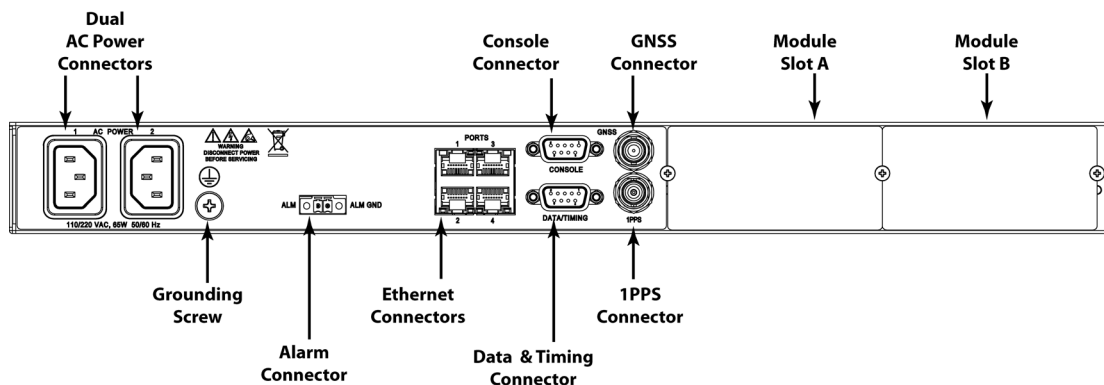 Dual
AC Power
Connectors
Console
Connector
GNSS
Connector
Module
Slot A
Module
Slot B
1 AC POWER 2
WARNING
DISCONNECT POWER
BEFORE SERVICING
110/220 VAC, 65W 50/60 Hz
ALM
ALM GND
PORTS
1 3
2 4
CONSOLE
DATA/TIMING
GNSS
1PPS
Grounding
Screw
Alarm
Connector
Ethernet
Connectors
Data & Timing
Connector
1PPS
Connector